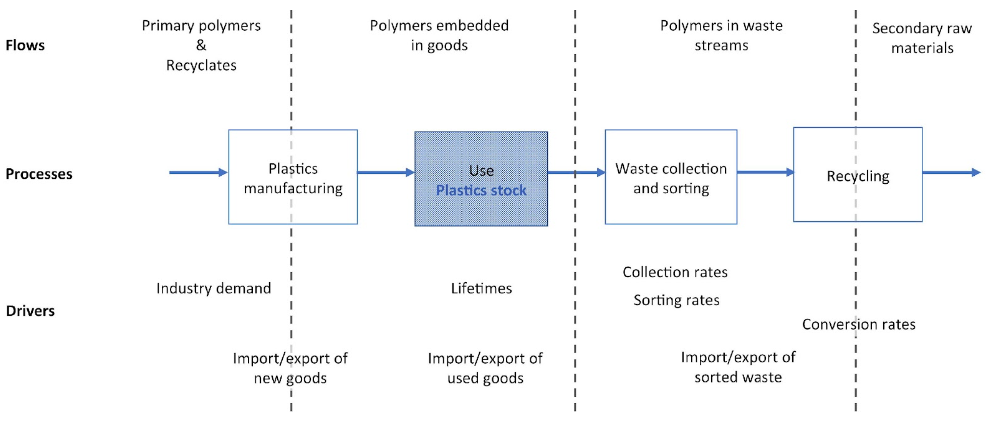 Flows
Primary polymers
&
Recyclates
Polymers embedded
in goods
Polymers in waste
streams
Secondary raw
materials
Processes
Plastics
manufacturing
Use
Plastics stock
Waste collection
and sorting
Recycling
Drivers
Industry demand
Lifetimes
Collection rates
Sorting rates
Conversion rates
Import/export of
new goods
Import/export of
used goods
Import/export of
sorted waste